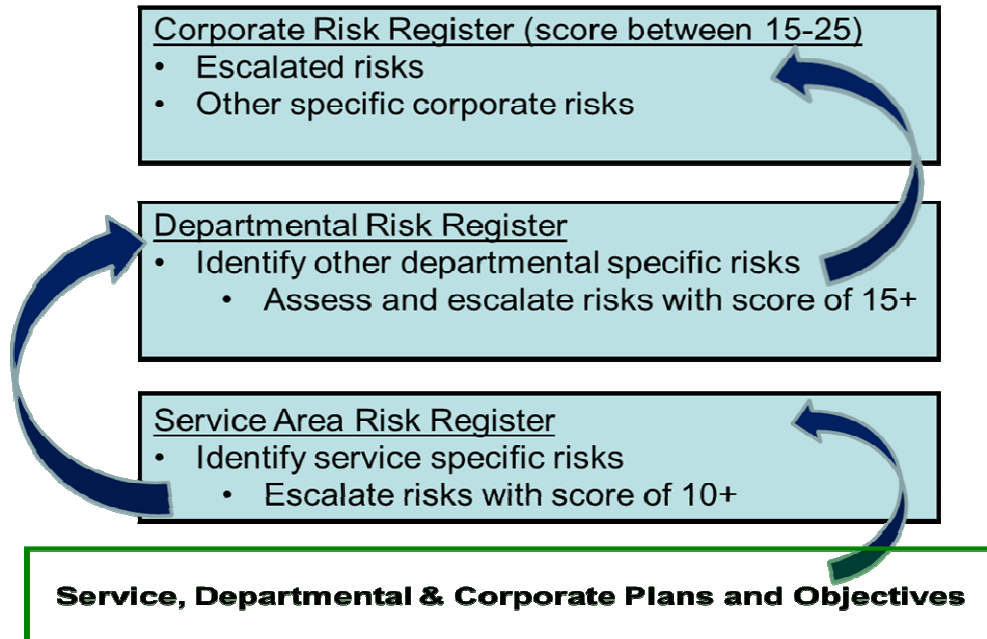 Corporate Risk Register (score between 15-25)
• Escalated risks
• Other specific corporate risks
Departmental Risk Register
• Identify other departmental specific risks
• Assess and escalate risks with score of 15+
Service Area Risk Register
• Identify service specific risks
• Escalate risks with score of 10+
Service, Departmental & Corporate Plans and Objectives